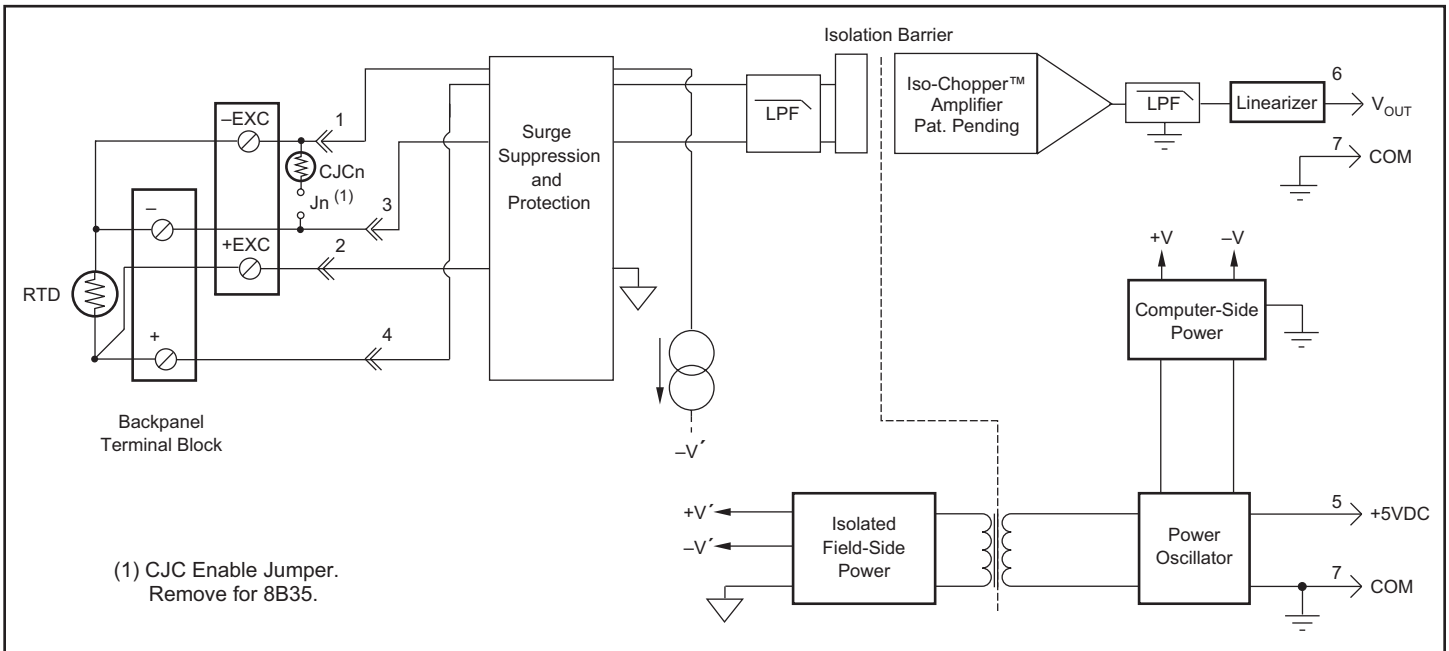 Isolation Barrier
–EXC
1
CJCn
Jn (1)
3
–
+EXC
2
RTD
+
4
Backpanel
Terminal Block
Surge
Suppression
and
Protection
LPF
Iso-Chopper™
Amplifier
Pat. Pending
LPF
Linearizer
6
VOUT
7
COM
–V′
+V
–V
Computer-Side
Power
+V′
–V′
Isolated
Field-Side
Power
Power
Oscillator
5
+5VDC
7
COM
(1) CJC Enable Jumper.
Remove for 8B35.